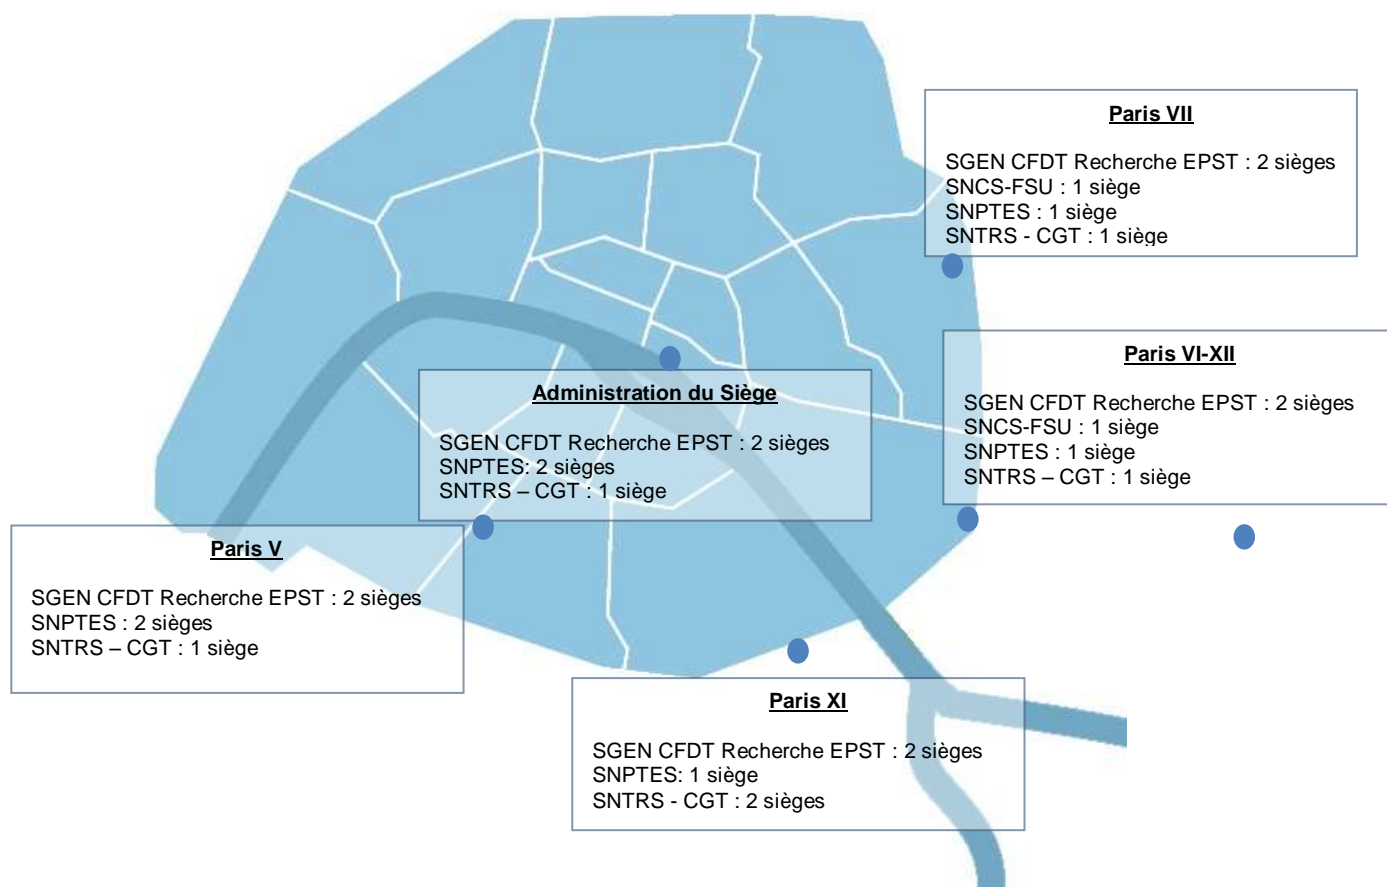 Paris VII
SGEN CFDT Recherche EPST : 2 sièges
SNCS-FSU : 1 siège
SNPTES : 1 siège
SNTRS - CGT : 1 siège
Paris VI-XII
SGEN CFDT Recherche EPST : 2 sièges
SNCS-FSU : 1 siège
SNPTES : 1 siège
SNTRS – CGT : 1 siège
Administration du Siège
SGEN CFDT Recherche EPST : 2 sièges
SNPTES: 2 sièges
SNTRS – CGT : 1 siège
Paris V
SGEN CFDT Recherche EPST : 2 sièges
SNPTES : 2 sièges
SNTRS – CGT : 1 siège
Paris XI
SGEN CFDT Recherche EPST : 2 sièges
SNPTES: 1 siège
SNTRS - CGT : 2 sièges